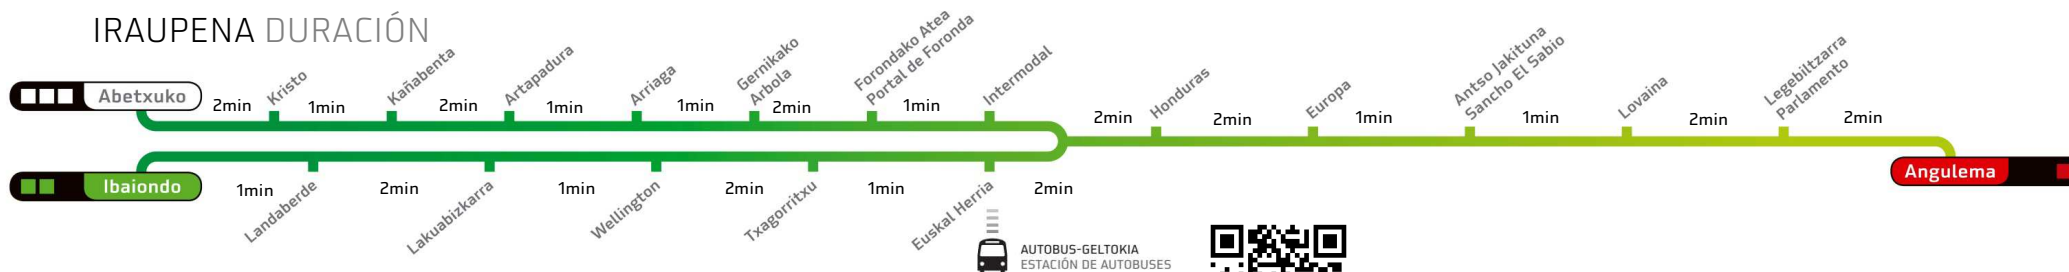 IRAUPENA DURACIÓN
Abetxuko
2min
Kristo
1min
Kañabenta
2min
Artapadura
1min
Arriaga
1min
Gernikako
Arbola
2min
Forondako Atea
Portal de Foronda
1min
Intermodal
2min
Honduras
2min
Europa
1min
Antso Jakituna
Sancho El Sabio
1min
Lovaina
2min
Legebiltzarra
Parlamento
2min
Angulema
Ibaiondo
1min
Landaberde
2min
Lakuabizkarra
1min
Wellington
2min
Txagorritxu
1min
Euskal Herria
2min
AUTOBUS-GELTOKIA
ESTACIÓN DE AUTOBUSES